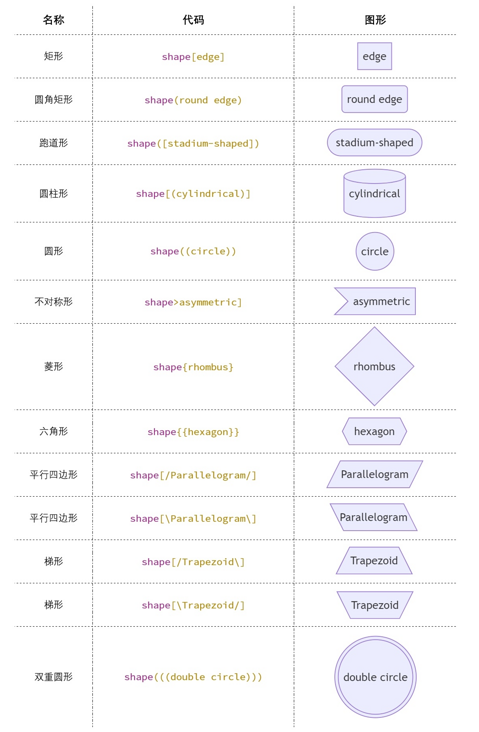 名称 代码 图形
矩形 shape[edge] edge
圆角矩形 shape(round edge) round edge
跑道形 shape([stadium-shaped]) stadium-shaped
圆柱形 shape[(cylindrical)] cylindrical
圆形 shape((circle)) circle
不对称形 shape>asymmetric] asymmetric
菱形 shape{rhombus} rhombus
六角形 shape{{hexagon}} hexagon
平行四边形 shape[/Parallelogram/] Parallelogram
平行四边形 shape[\Parallelogram\] Parallelogram
梯形 shape[/Trapezoid\] Trapezoid
梯形 shape[\Trapezoid/] Trapezoid
双重圆形 shape(((double circle))) double circle